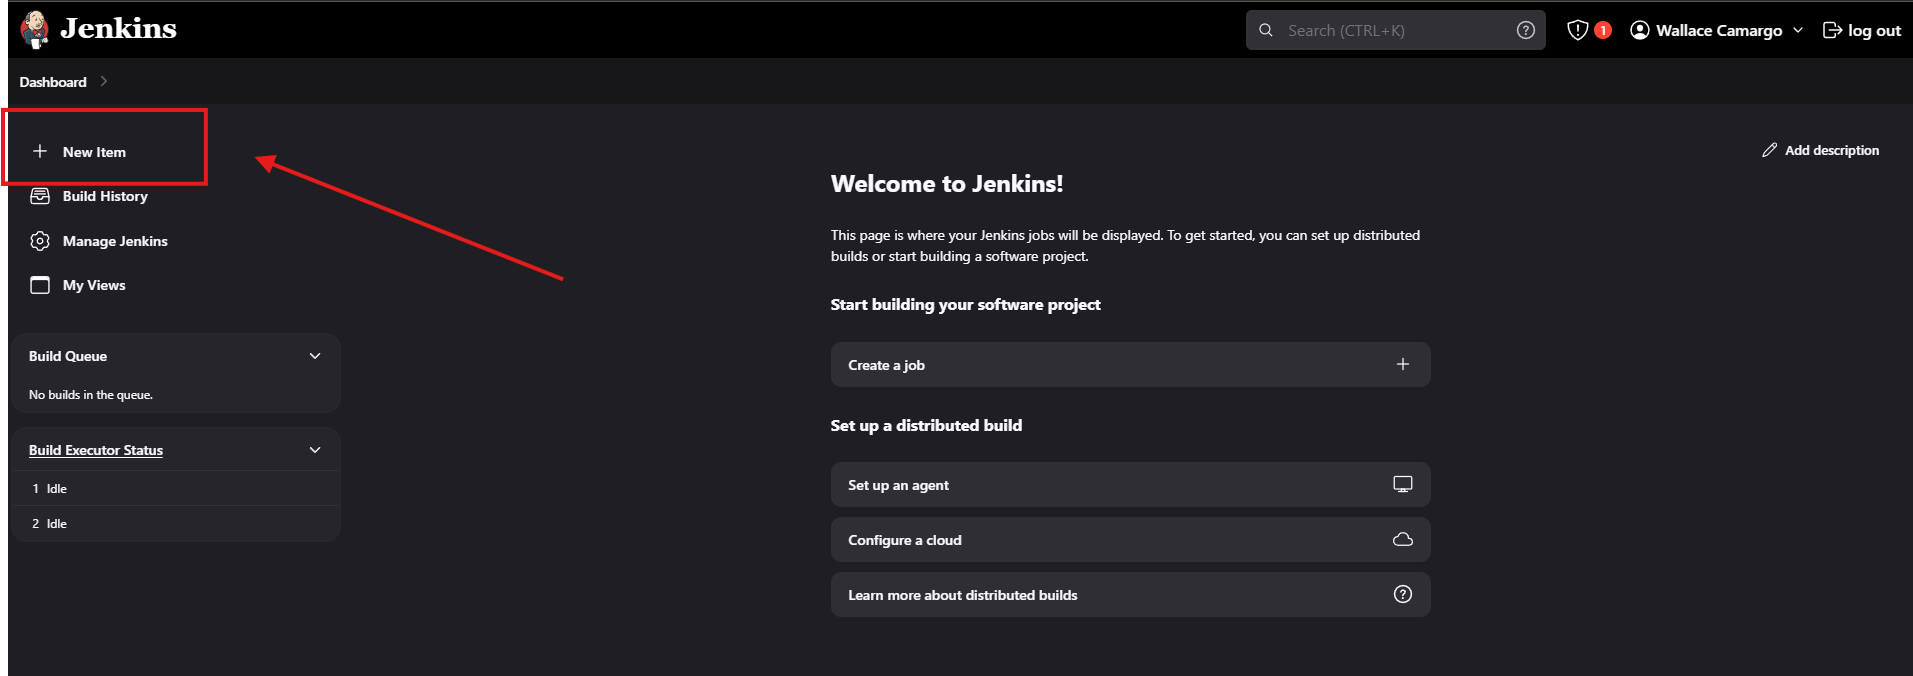 Jenkins
Search (CTRL+K)
1
Wallace Camargo
log out
Dashboard
New Item
Build History
Manage Jenkins
My Views
Build Queue
No builds in the queue.
Build Executor Status
1 Idle
2 Idle
Add description
Welcome to Jenkins!
This page is where your Jenkins jobs will be displayed. To get started, you can set up distributed
builds or start building a software project.
Start building your software project
Create a job
Set up a distributed build
Set up an agent
Configure a cloud
Learn more about distributed builds